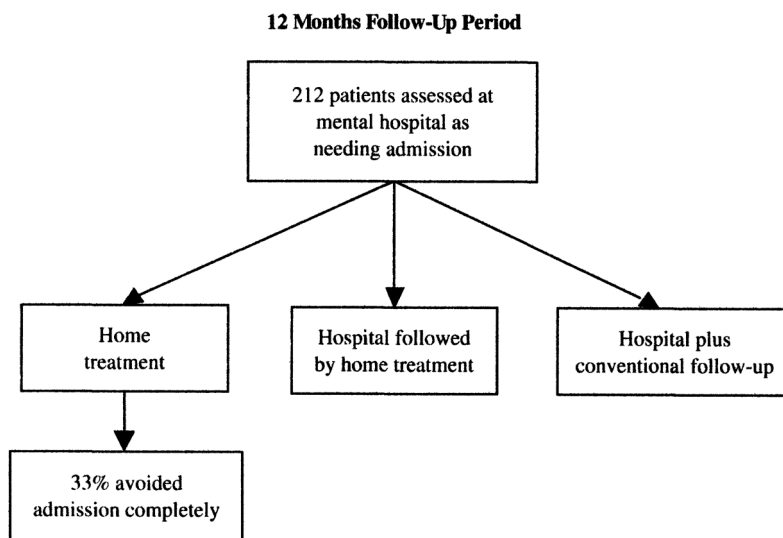 12 Months Follow-Up Period
212 patients assessed at
mental hospital as
needing admission
Home
treatment
Hospital followed
by home treatment
Hospital plus
conventional follow-up
33% avoided
admission completely